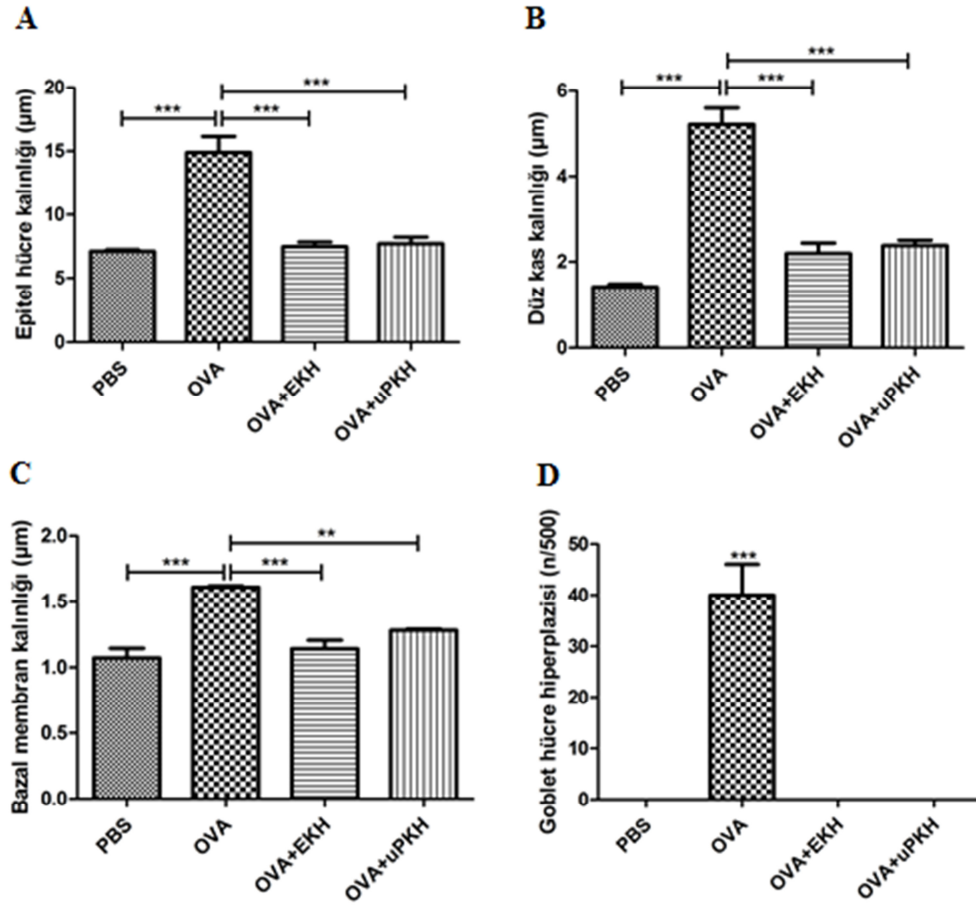 A
Epitel hücre kalınlığı (μm)
20
15
10
5
0
***
***
***
PBS
OVA
OVA+EKH
OVA+uPKH
B
Düz kas kalınlığı (μm)
6
4
2
0
***
***
***
PBS
OVA
OVA+EKH
OVA+uPKH
C
Bazal membran kalınlığı (μm)
2.0
1.5
1.0
0.5
0.0
**
***
***
PBS
OVA
OVA+EKH
OVA+uPKH
D
Goblet hücre hiperplazisi (n/500)
50
40
30
20
10
0
***
PBS
OVA
OVA+EKH
OVA+uPKH